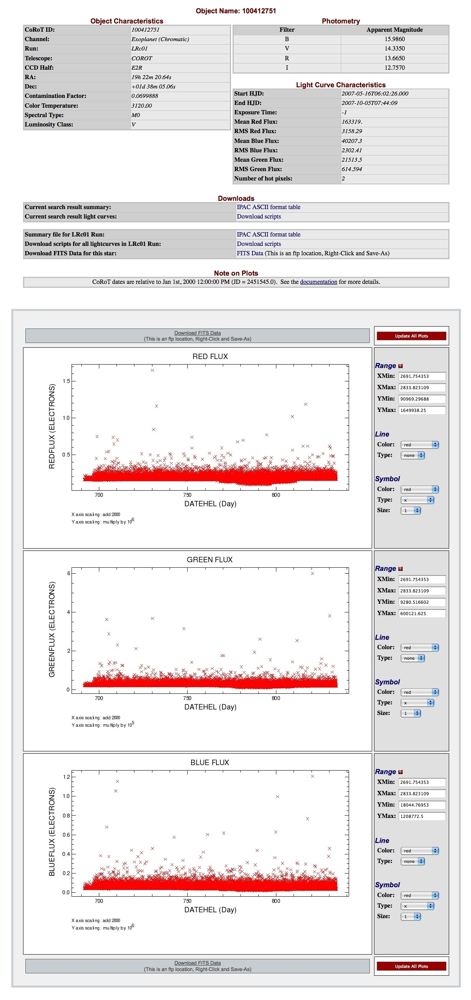 Object Name: 100412751
Object Characteristics
CoRoT ID: 100412751
Channel: Exoplanet (Chromatic)
Run: LRc01
Telescope: COROT
CCD Half: E2R
RA: 19h 22m 20.64s
Dec: +01d 38m 05.06s
Contamination Factor: 0.0699888
Color Temperature: 3120.00
Spectral Type: M0
Luminosity Class: V
Photometry
Filter Apparent Magnitude
B 15.9860
V 14.3350
R 13.6650
I 12.7570
Light Curve Characteristics
Start HJD: 2007-05-16T06:02:26.000
End HJD: 2007-10-05T07:44:09
Exposure Time: -1
Mean Red Flux: 163319.
RMS Red Flux: 3158.29
Mean Blue Flux: 40207.3
RMS Blue Flux: 2302.41
Mean Green Flux: 21513.5
RMS Green Flux: 614.594
Number of hot pixels: 2
Downloads
Current search result summary: IPAC ASCII format table
Current search result light curves: Download scripts
Summary file for LRc01 Run: IPAC ASCII format table
Download scripts for all lightcurves in LRc01 Run: Download scripts
Download FITS Data for this star: FITS Data (This is an ftp location, Right-Click and Save-As)
Note on Plots
CoRoT dates are relative to Jan 1st, 2000 12:00:00 PM (JD = 2451545.0). See the documentation for more details.
Download FITS Data
(This is an ftp location, Right-Click and Save-As)
Update All Plots
RED FLUX
REDFLUX (ELECTRONS)
1.5
1.0
0.5
700 750 800
DATEHEL (Day)
X axis scaling: add 2000
Y axis scaling: multiply by 10^6
Range ?
XMin: 2691.754353
XMax: 2833.823109
YMin: 90969.29688
YMax: 1649938.25
Line
Color: red
Type: none
Symbol
Color: red
Type: x
Size: 1
GREEN FLUX
GREENFLUX (ELECTRONS)
6
4
2
0
700 750 800
DATEHEL (Day)
X axis scaling: add 2000
Y axis scaling: multiply by 10^5
Range ?
XMin: 2691.754353
XMax: 2833.823109
YMin: 9280.516602
YMax: 600121.625
Line
Color: red
Type: none
Symbol
Color: red
Type: x
Size: 1
BLUE FLUX
BLUEFLUX (ELECTRONS)
1.2
1.0
0.8
0.6
0.4
0.2
0.0
700 750 800
DATEHEL (Day)
X axis scaling: add 2000
Y axis scaling: multiply by 10^6
Range ?
XMin: 2691.754353
XMax: 2833.823109
YMin: 18044.76953
YMax: 1208772.5
Line
Color: red
Type: none
Symbol
Color: red
Type: x
Size: 1
Download FITS Data
(This is an ftp location, Right-Click and Save-As)
Update All Plots